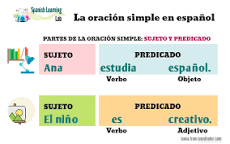 Spanish Learning
Lab
La oración simple en español
PARTES DE LA ORACIÓN SIMPLE: SUJETO Y PREDICADO
SUJETO PREDICADO
Ana estudia español.
Verbo Objeto
SUJETO PREDICADO
El niño es creativo.
Verbo Adjetivo